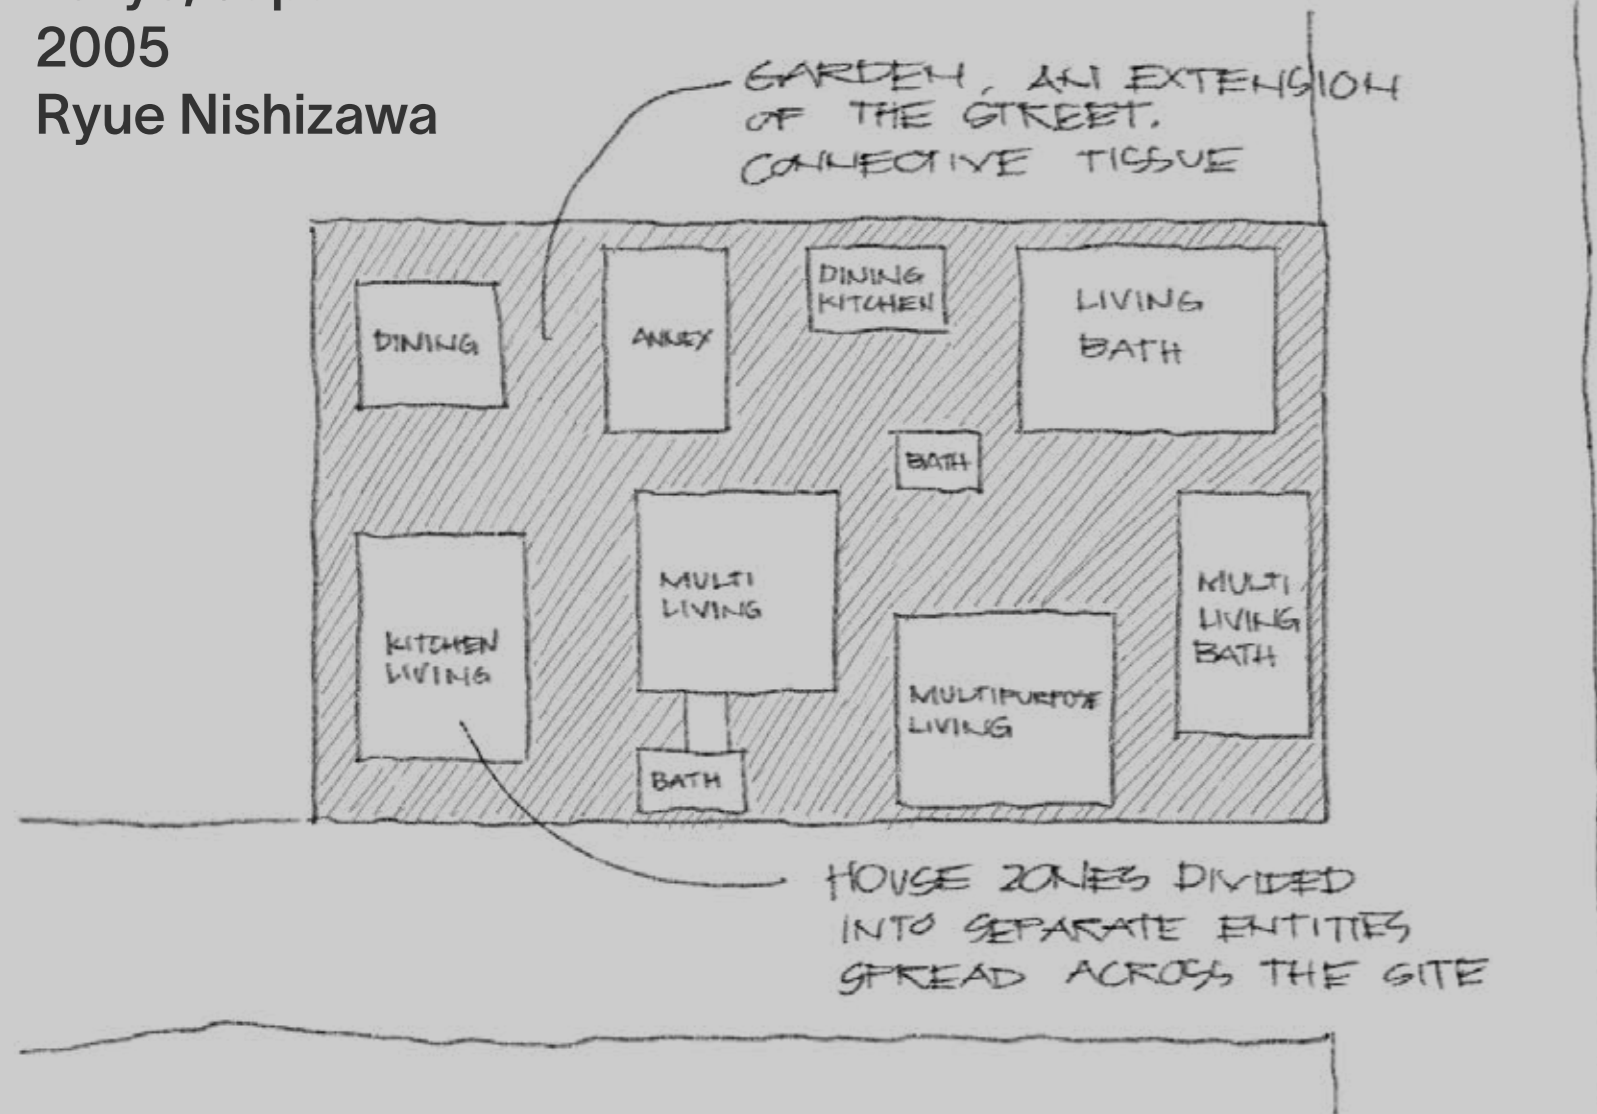 2005
Ryue Nishizawa
GARDEN, AN EXTENSION
OF THE STREET.
CONNECTIVE TISSUE
DINING
ANNEX
DINING
KITCHEN
LIVING
BATH
BATH
KITCHEN
LIVING
MULTI
LIVING
BATH
MULTIPURPOSE
LIVING
MULTI
LIVING
BATH
HOUSE ZONES DIVIDED
INTO SEPARATE ENTITIES
SPREAD ACROSS THE SITE